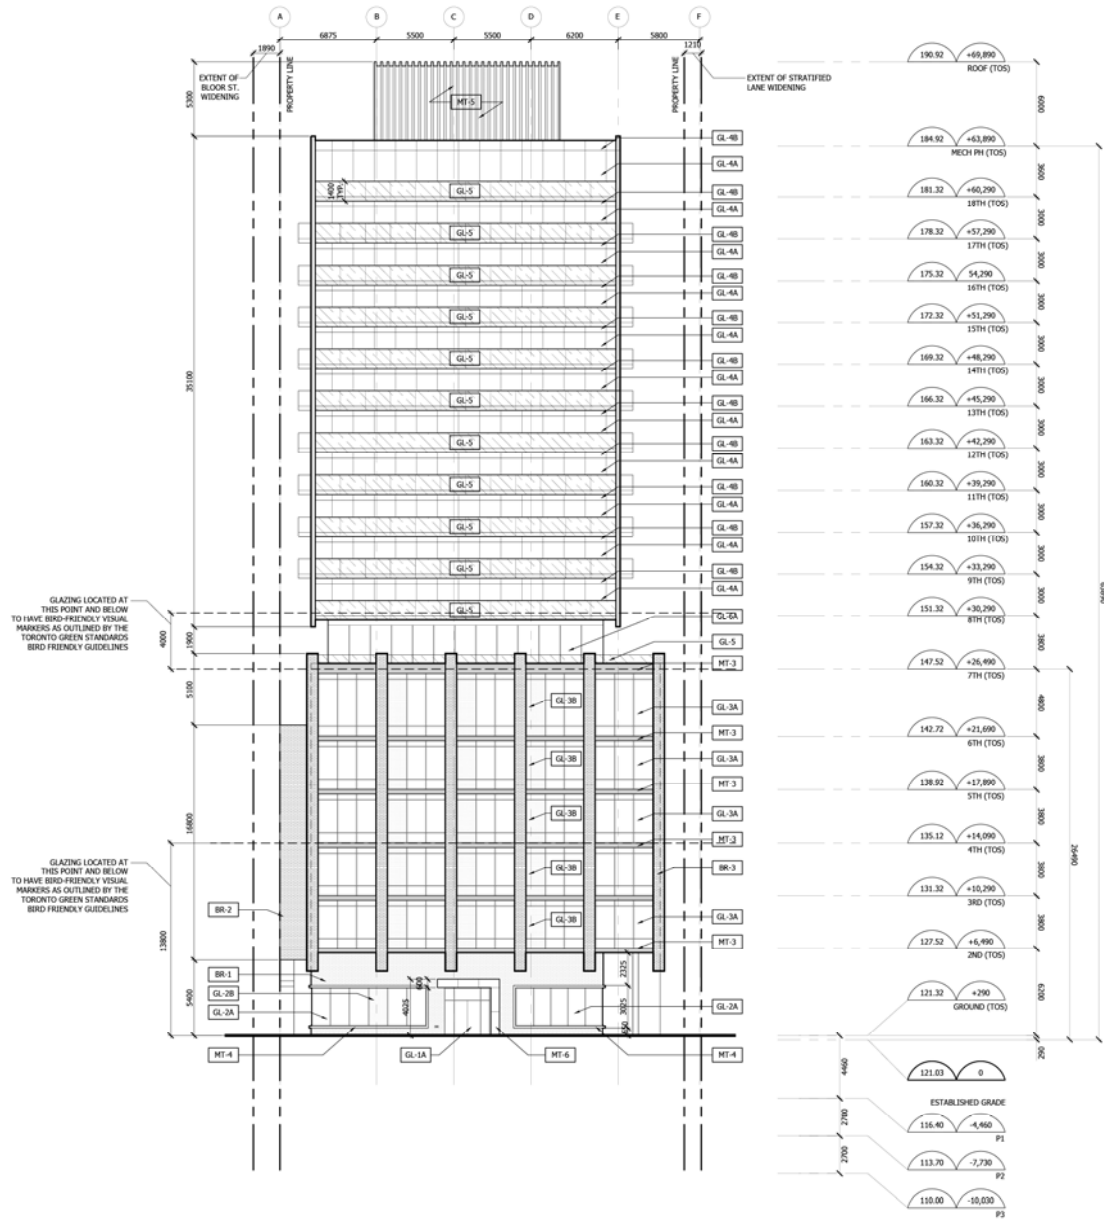 A B C D E F
6875 5500 5500 6200 5800
1890
1210
EXTENT OF
BLOOR ST.
WIDENING
PROPERTY LINE
PROPERTY LINE
EXTENT OF STRATIFIED
LANE WIDENING
190.92 +69,890
ROOF (TOS)
5300
MT-5
6000
GL-4B
184.92 +63,890
MECH PH (TOS)
GL-4A
3600
1400
TYP.
GL-5
GL-4B
181.32 +60,290
18TH (TOS)
GL-4A
3000
GL-5
GL-4B
178.32 +57,290
17TH (TOS)
GL-4A
3000
GL-5
GL-4B
175.32 54,290
16TH (TOS)
GL-4A
3000
GL-5
GL-4B
172.32 +51,290
15TH (TOS)
GL-4A
3000
35100
GL-5
GL-4B
169.32 +48,290
14TH (TOS)
GL-4A
3000
GL-5
GL-4B
166.32 +45,290
13TH (TOS)
GL-4A
3000
GL-5
GL-4B
163.32 +42,290
12TH (TOS)
GL-4A
3000
GL-5
GL-4B
160.32 +39,290
11TH (TOS)
GL-4A
3000
GL-5
GL-4B
157.32 +36,290
10TH (TOS)
GL-4A
3000
GL-5
GL-4B
154.32 +33,290
9TH (TOS)
GL-4A
3000
GLAZING LOCATED AT
THIS POINT AND BELOW
TO HAVE BIRD-FRIENDLY VISUAL
MARKERS AS OUTLINED BY THE
TORONTO GREEN STANDARDS
BIRD FRIENDLY GUIDELINES
4000
1900
GL-5
GL-6A
151.32 +30,290
8TH (TOS)
3800
GL-5
MT-3
147.52 +26,490
7TH (TOS)
5100
GL-3B
GL-3A
4800
MT-3
142.72 +21,690
6TH (TOS)
GL-3B
GL-3A
3800
MT-3
138.92 +17,890
5TH (TOS)
16800
GL-3B
GL-3A
3800
MT-3
135.12 +14,090
4TH (TOS)
26490
GLAZING LOCATED AT
THIS POINT AND BELOW
TO HAVE BIRD-FRIENDLY VISUAL
MARKERS AS OUTLINED BY THE
TORONTO GREEN STANDARDS
BIRD FRIENDLY GUIDELINES
GL-3B
BR-3
3800
131.32 +10,290
3RD (TOS)
BR-2
13800
GL-3B
GL-3A
3800
MT-3
127.52 +6,490
2ND (TOS)
BR-1
600
2325
GL-2B
GL-2A
5400
4025
3025
650
GL-2A
121.32 +290
GROUND (TOS)
6200
MT-4
GL-1A
MT-6
MT-4
290
4460
121.03 0
ESTABLISHED GRADE
2700
116.40 -4,460
P1
2700
113.70 -7,730
P2
110.00 -10,030
P3